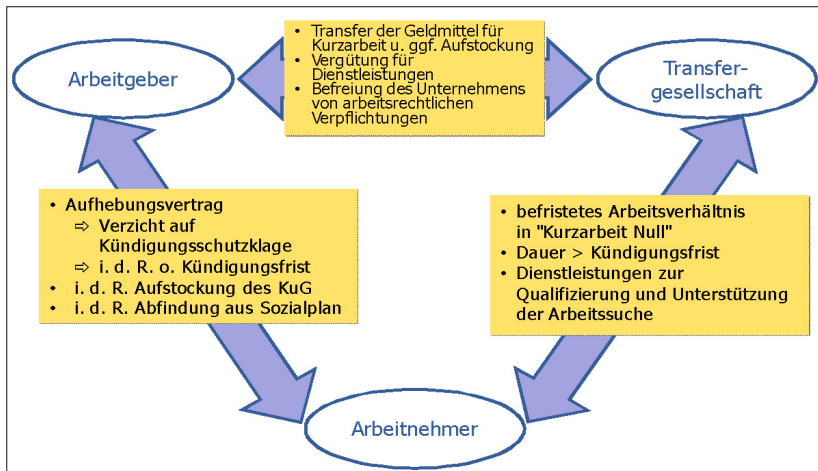 • Transfer der Geldmittel für
Kurzarbeit u. ggf. Aufstockung
• Vergütung für
Dienstleistungen
• Befreiung des Unternehmens
von arbeitsrechtlichen
Verpflichtungen
Arbeitgeber
Transfer-
gesellschaft
• Aufhebungsvertrag
⇨ Verzicht auf
Kündigungsschutzklage
⇨ i. d. R. o. Kündigungsfrist
• i. d. R. Aufstockung des KuG
• i. d. R. Abfindung aus Sozialplan
• befristetes Arbeitsverhältnis
in "Kurzarbeit Null"
• Dauer > Kündigungsfrist
• Dienstleistungen zur
Qualifizierung und Unterstützung
der Arbeitssuche
Arbeitnehmer